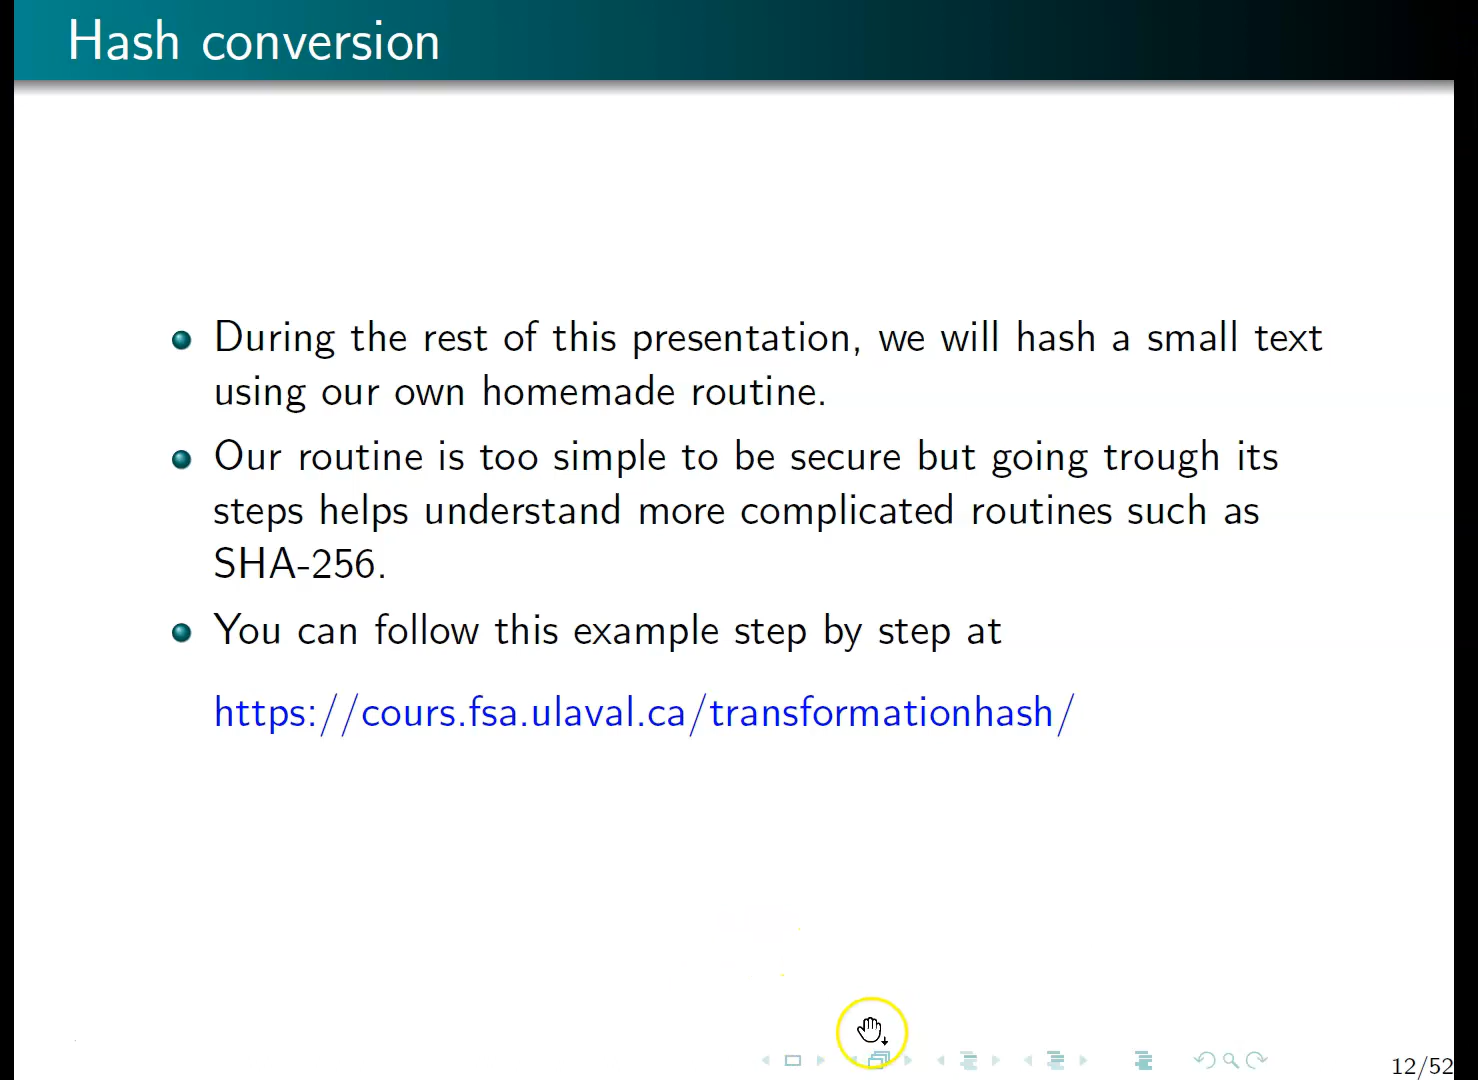 Hash conversion
During the rest of this presentation, we will hash a small text
using our own homemade routine.
Our routine is too simple to be secure but going trough its
steps helps understand more complicated routines such as
SHA-256.
You can follow this example step by step at
https://cours.fsa.ulaval.ca/transformationhash/
12/52